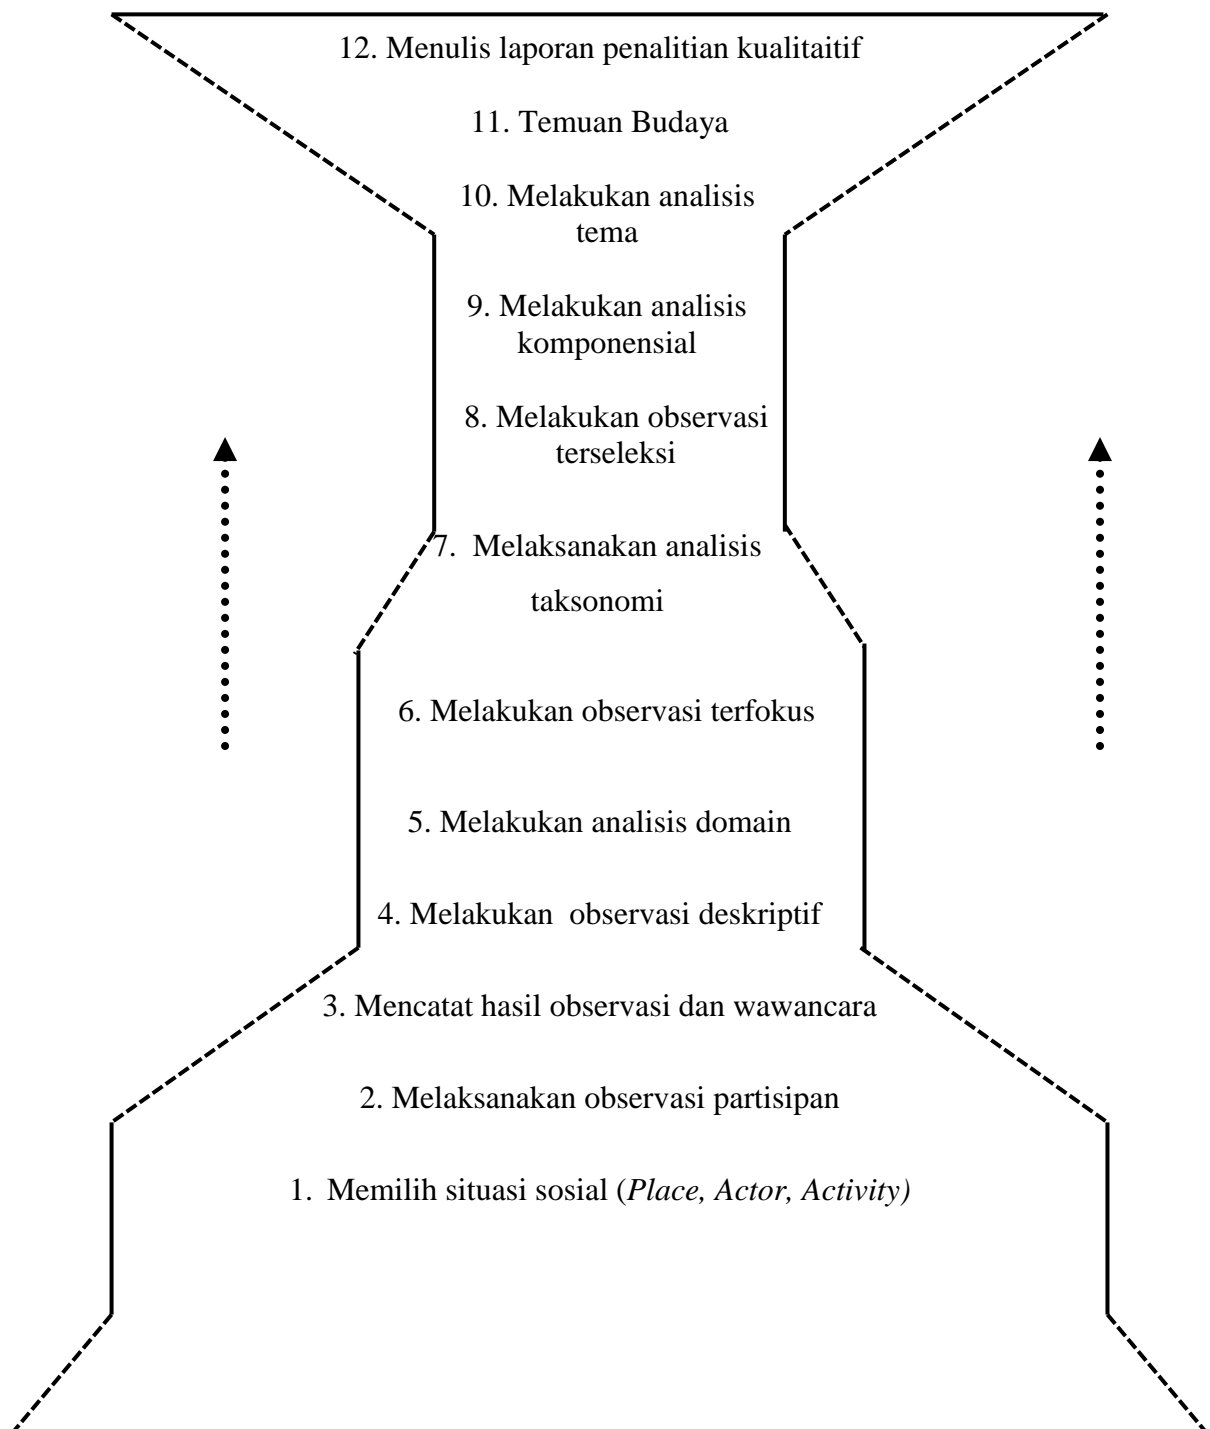 12. Menulis laporan penalitian kualitaitif
11. Temuan Budaya
10. Melakukan analisis
tema
9. Melakukan analisis
komponensial
8. Melakukan observasi
terseleksi
7. Melaksanakan analisis
taksonomi
6. Melakukan observasi terfokus
5. Melakukan analisis domain
4. Melakukan observasi deskriptif
3. Mencatat hasil observasi dan wawancara
2. Melaksanakan observasi partisipan
1. Memilih situasi sosial (Place, Actor, Activity)